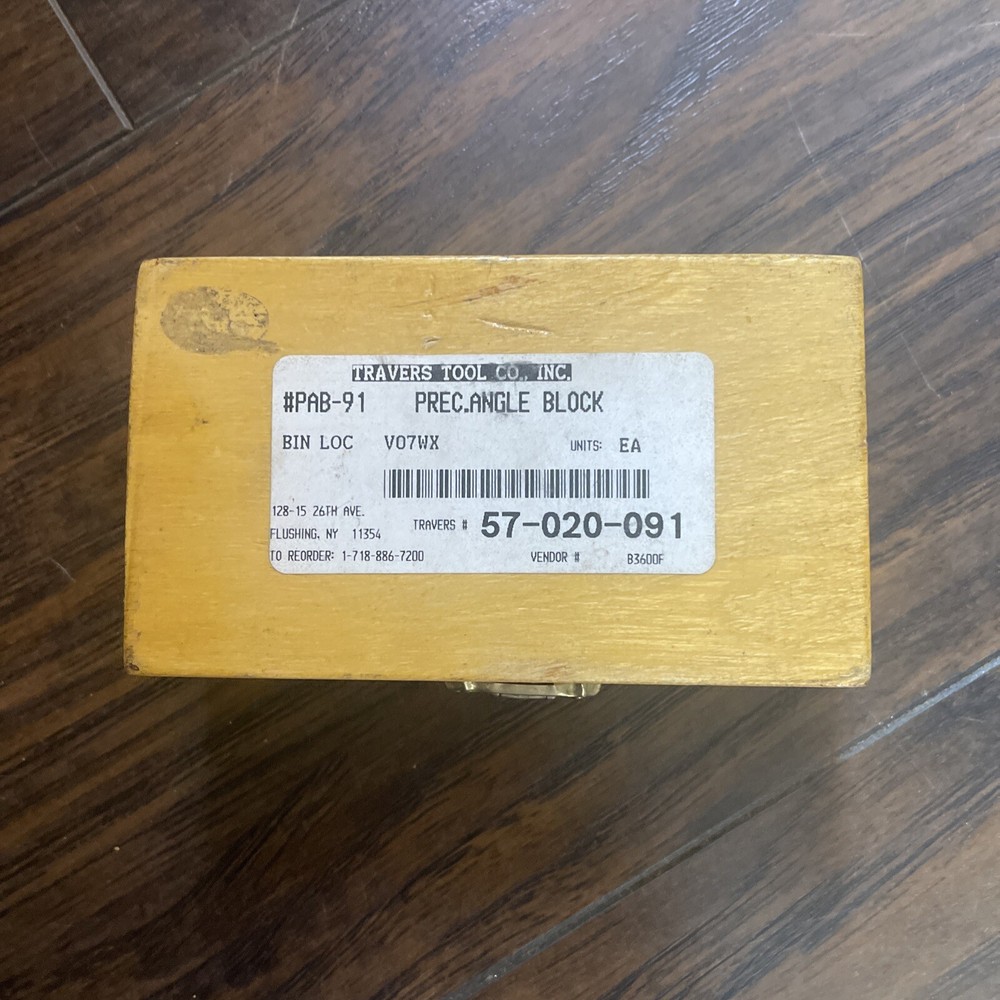 TRAVERS TOOL CO., INC.
#PAB-91 PREC.ANGLE BLOCK
BIN LOC V07WX UNITS: EA
128-15 26TH AVE.
FLUSHING, NY 11354 TRAVERS # 57-020-091
TO REORDER: 1-718-886-7200 VENDOR # B3600F